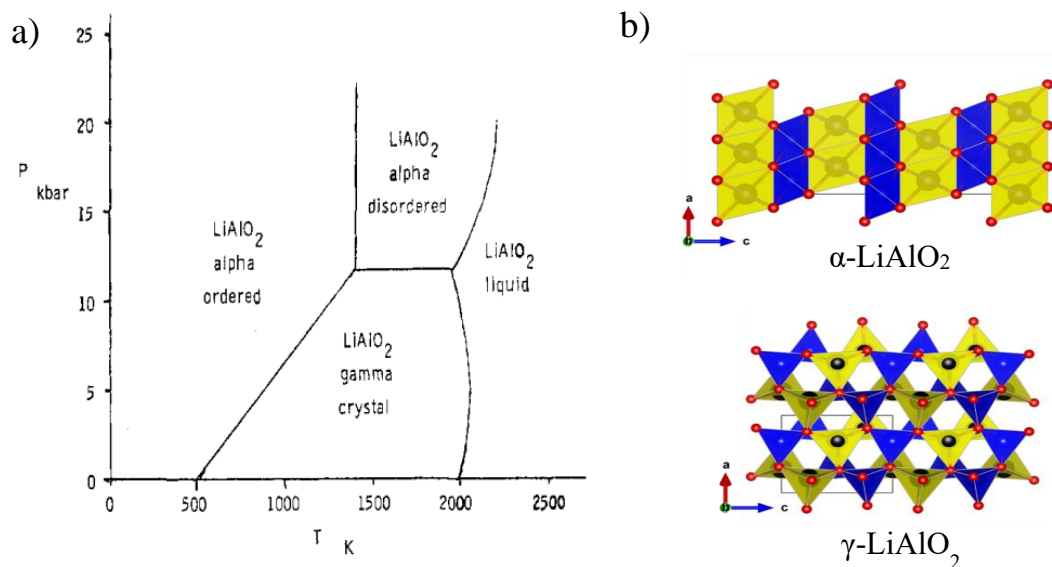 a)
25
20
P
kbar
15
10
5
0
0
500
1000
1500
2000
2500
T
K
LiAlO2
alpha
ordered
LiAlO2
alpha
disordered
LiAlO2
liquid
LiAlO2
gamma
crystal
b)
a
b
c
α-LiAlO₂
a
b
c
γ-LiAlO₂